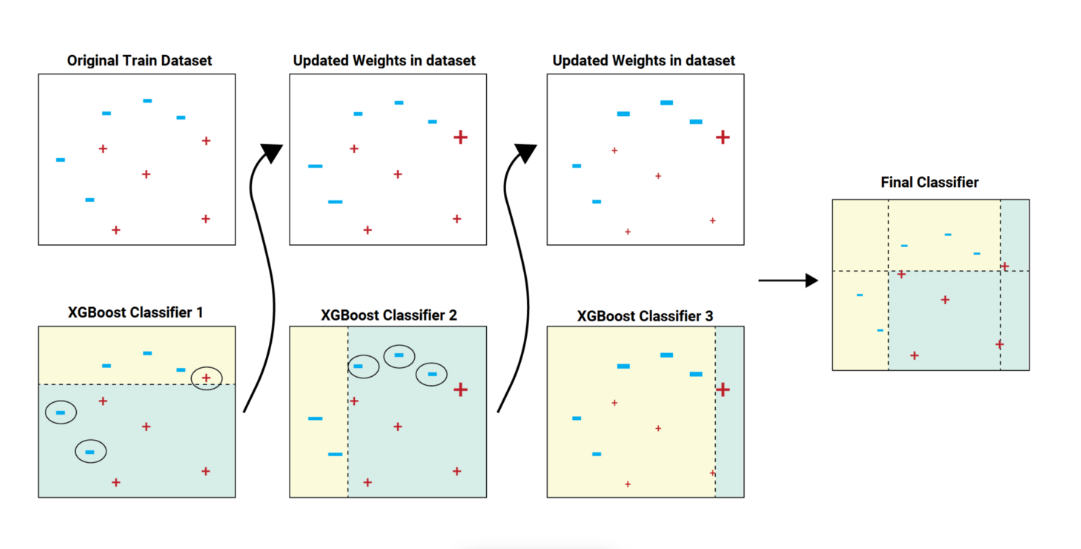 Original Train Dataset
Updated Weights in dataset
Updated Weights in dataset
Final Classifier
XGBoost Classifier 1
XGBoost Classifier 2
XGBoost Classifier 3